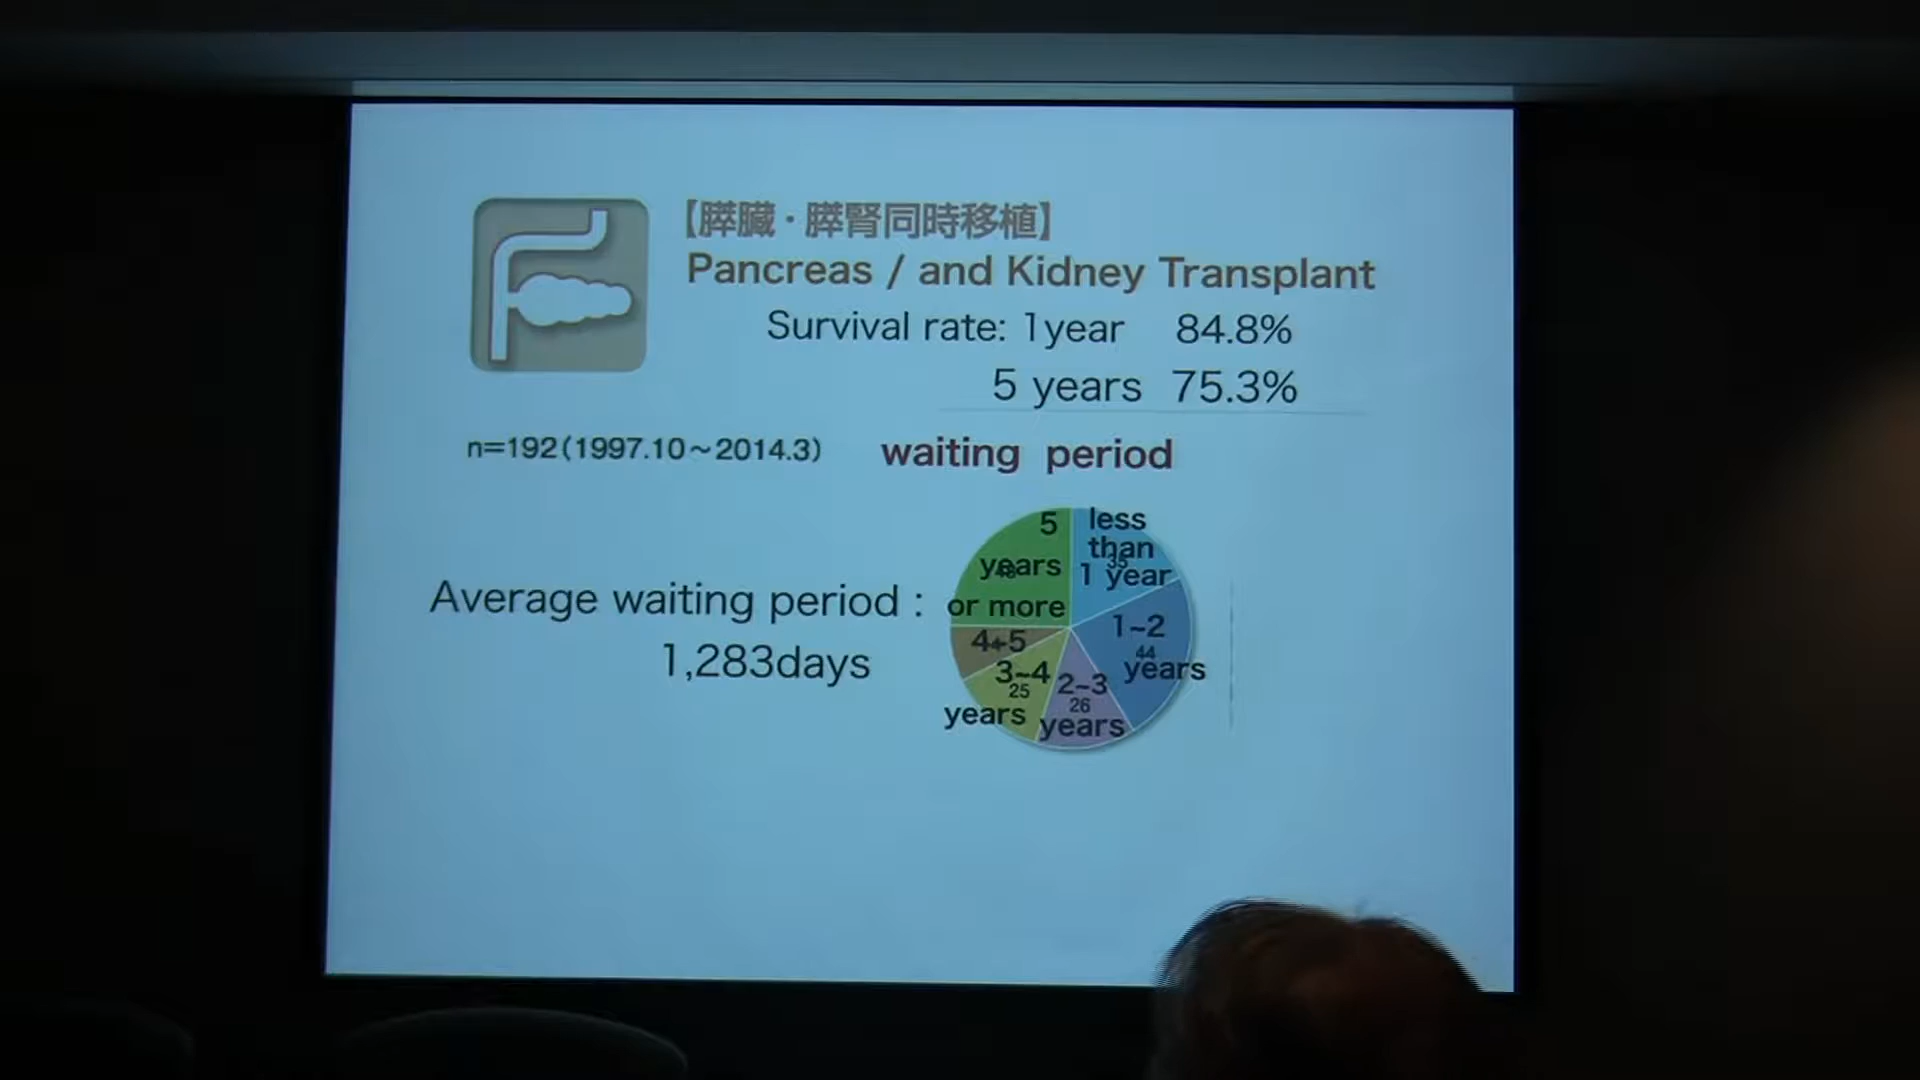 【膵臓・膵腎同時移植】
Pancreas / and Kidney Transplant
Survival rate: 1year 84.8%
5 years 75.3%
n=192(1997.10～2014.3)
waiting period
Average waiting period :
1,283days
5
years
or more
less
than
35
1 year
1~2
44
years
2~3
26
years
3~4
25
years
4~5